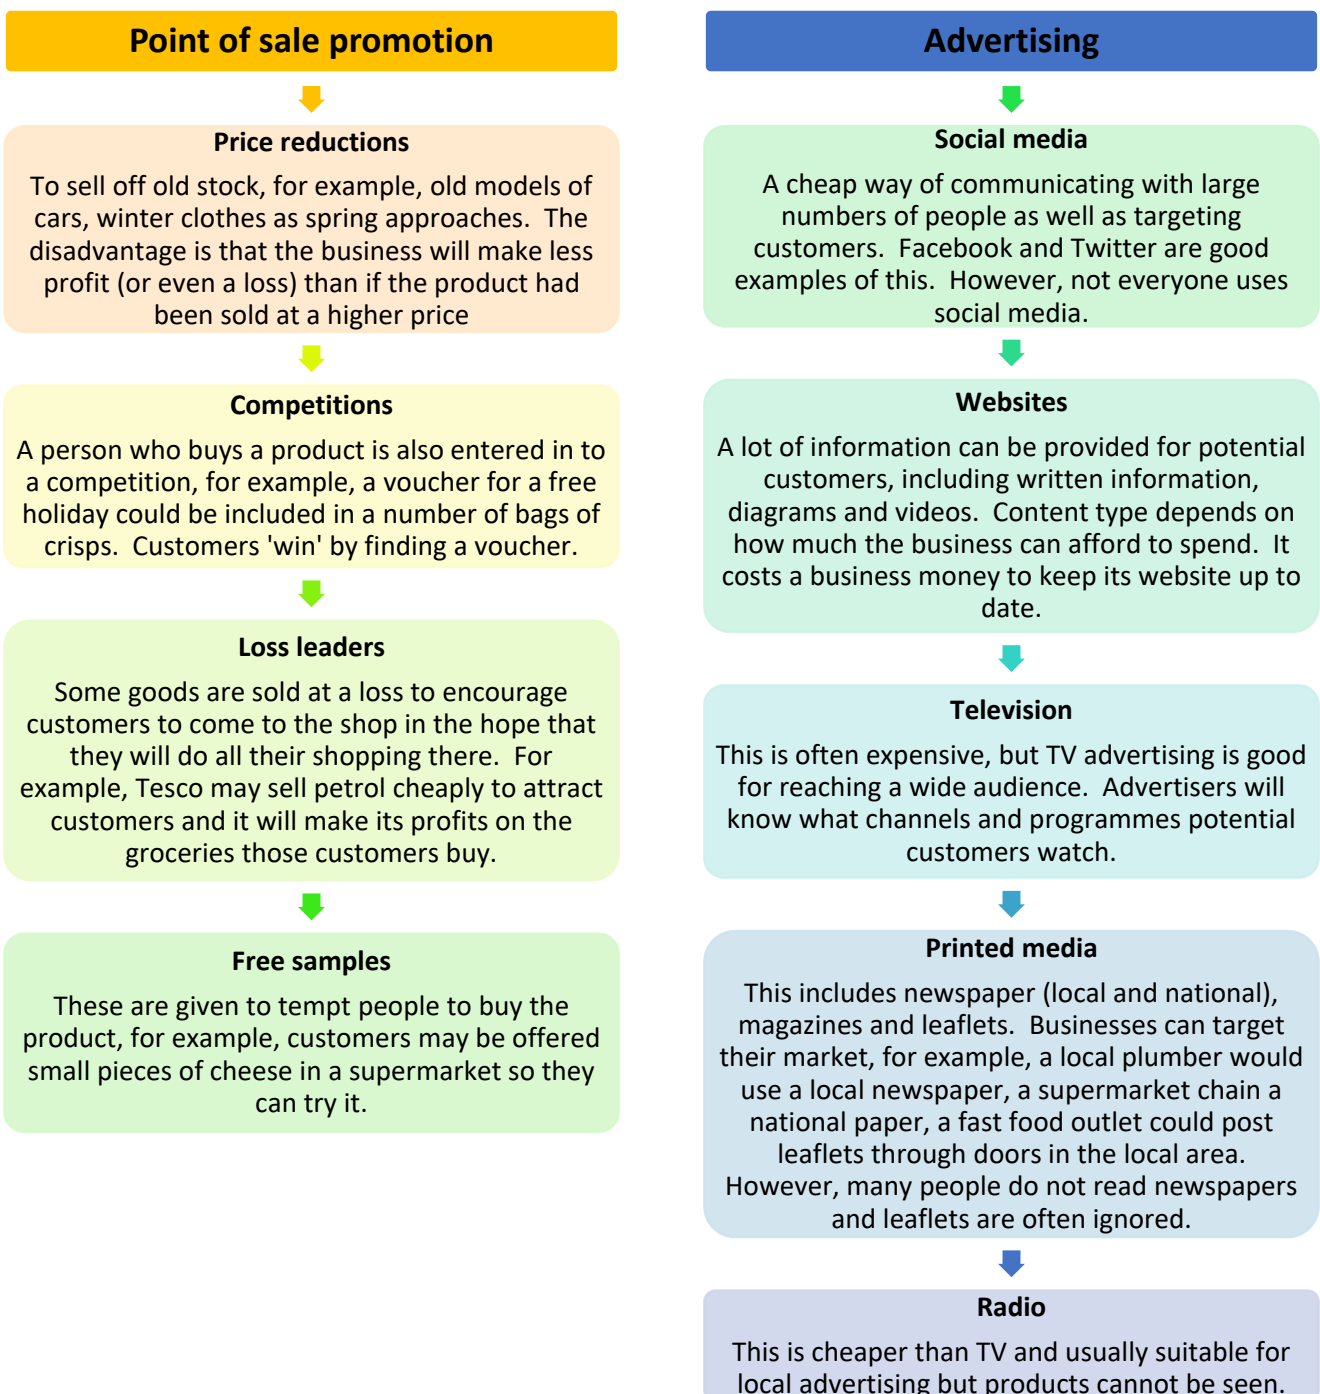 Point of sale promotion
Price reductions
To sell off old stock, for example, old models of
cars, winter clothes as spring approaches.  The
disadvantage is that the business will make less
profit (or even a loss) than if the product had
been sold at a higher price
Competitions
A person who buys a product is also entered in to
a competition, for example, a voucher for a free
holiday could be included in a number of bags of
crisps.  Customers 'win' by finding a voucher.
Loss leaders
Some goods are sold at a loss to encourage
customers to come to the shop in the hope that
they will do all their shopping there.  For
example, Tesco may sell petrol cheaply to attract
customers and it will make its profits on the
groceries those customers buy.
Free samples
These are given to tempt people to buy the
product, for example, customers may be offered
small pieces of cheese in a supermarket so they
can try it.
Advertising
Social media
A cheap way of communicating with large
numbers of people as well as targeting
customers.  Facebook and Twitter are good
examples of this.  However, not everyone uses
social media.
Websites
A lot of information can be provided for potential
customers, including written information,
diagrams and videos.  Content type depends on
how much the business can afford to spend.  It
costs a business money to keep its website up to
date.
Television
This is often expensive, but TV advertising is good
for reaching a wide audience.  Advertisers will
know what channels and programmes potential
customers watch.
Printed media
This includes newspaper (local and national),
magazines and leaflets.  Businesses can target
their market, for example, a local plumber would
use a local newspaper, a supermarket chain a
national paper, a fast food outlet could post
leaflets through doors in the local area.
However, many people do not read newspapers
and leaflets are often ignored.
Radio
This is cheaper than TV and usually suitable for
local advertising but products cannot be seen.